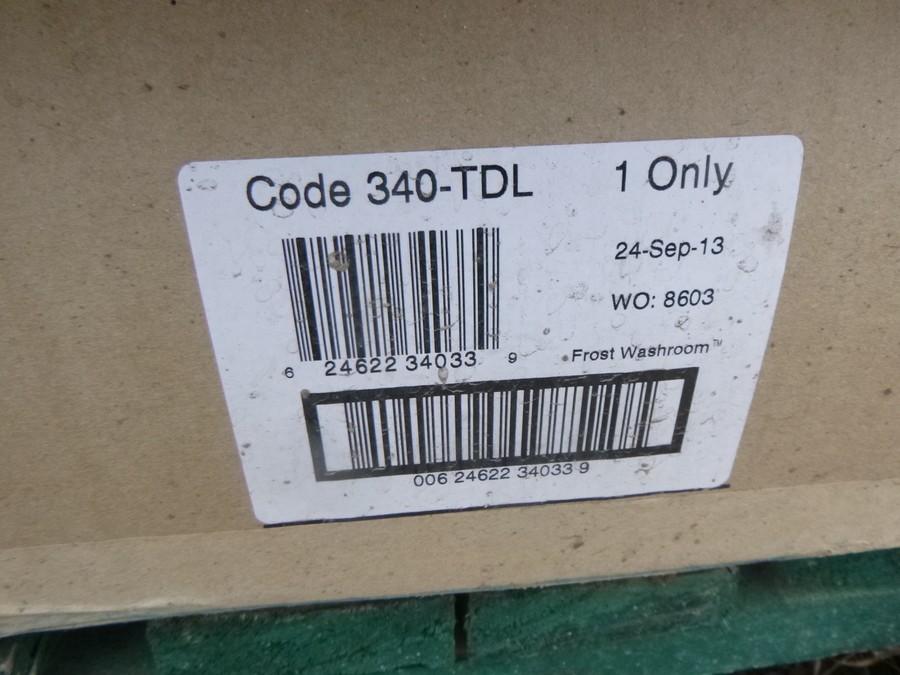 Code 340-TDL 1 Only
24-Sep-13
WO: 8603
Frost Washroom™
6 24622 34033 9
006 24622 34033 9